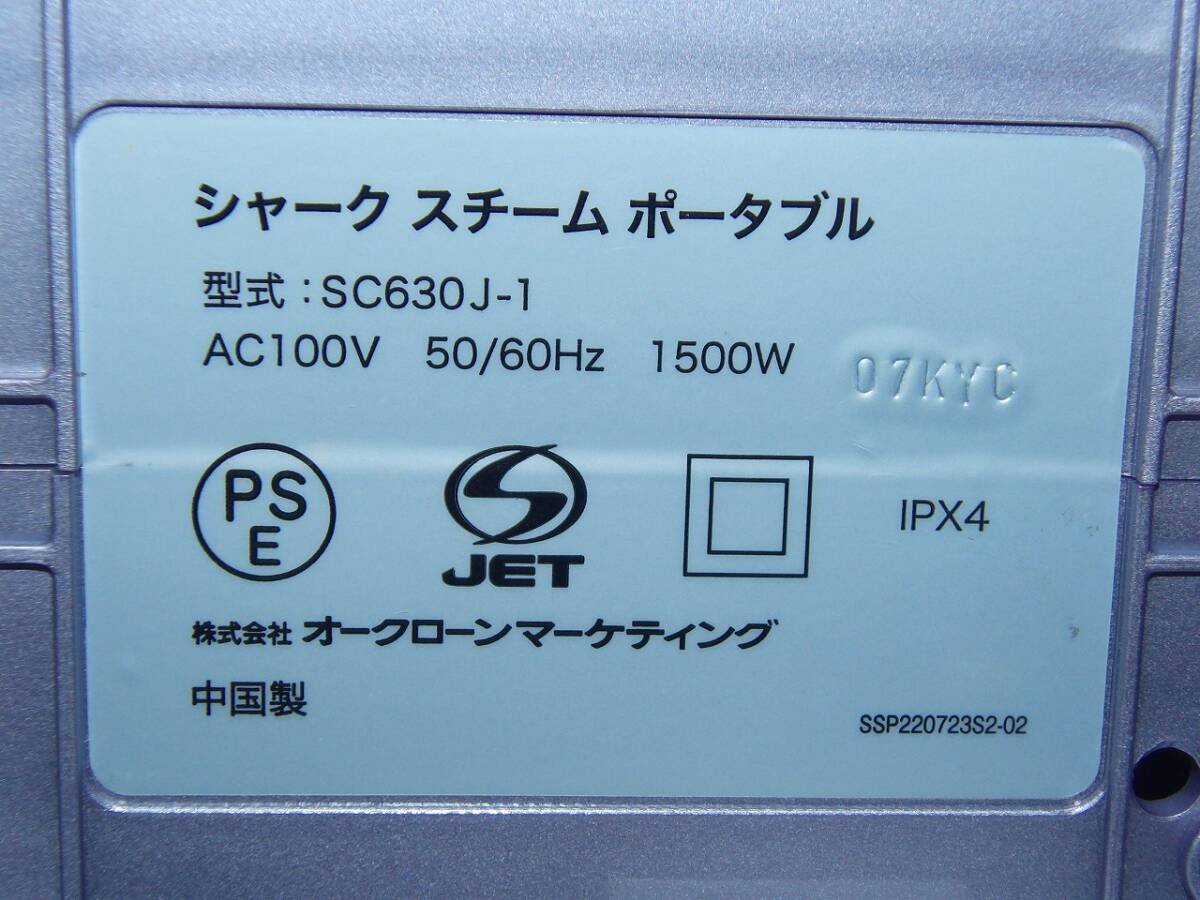 シャーク スチーム ポータブル
型式：SC630J-1
AC100V 50/60Hz 1500W
07KYC
PS
E
JET
IPX4
株式会社 オークローンマーケティング
中国製
SSP220723S2-02